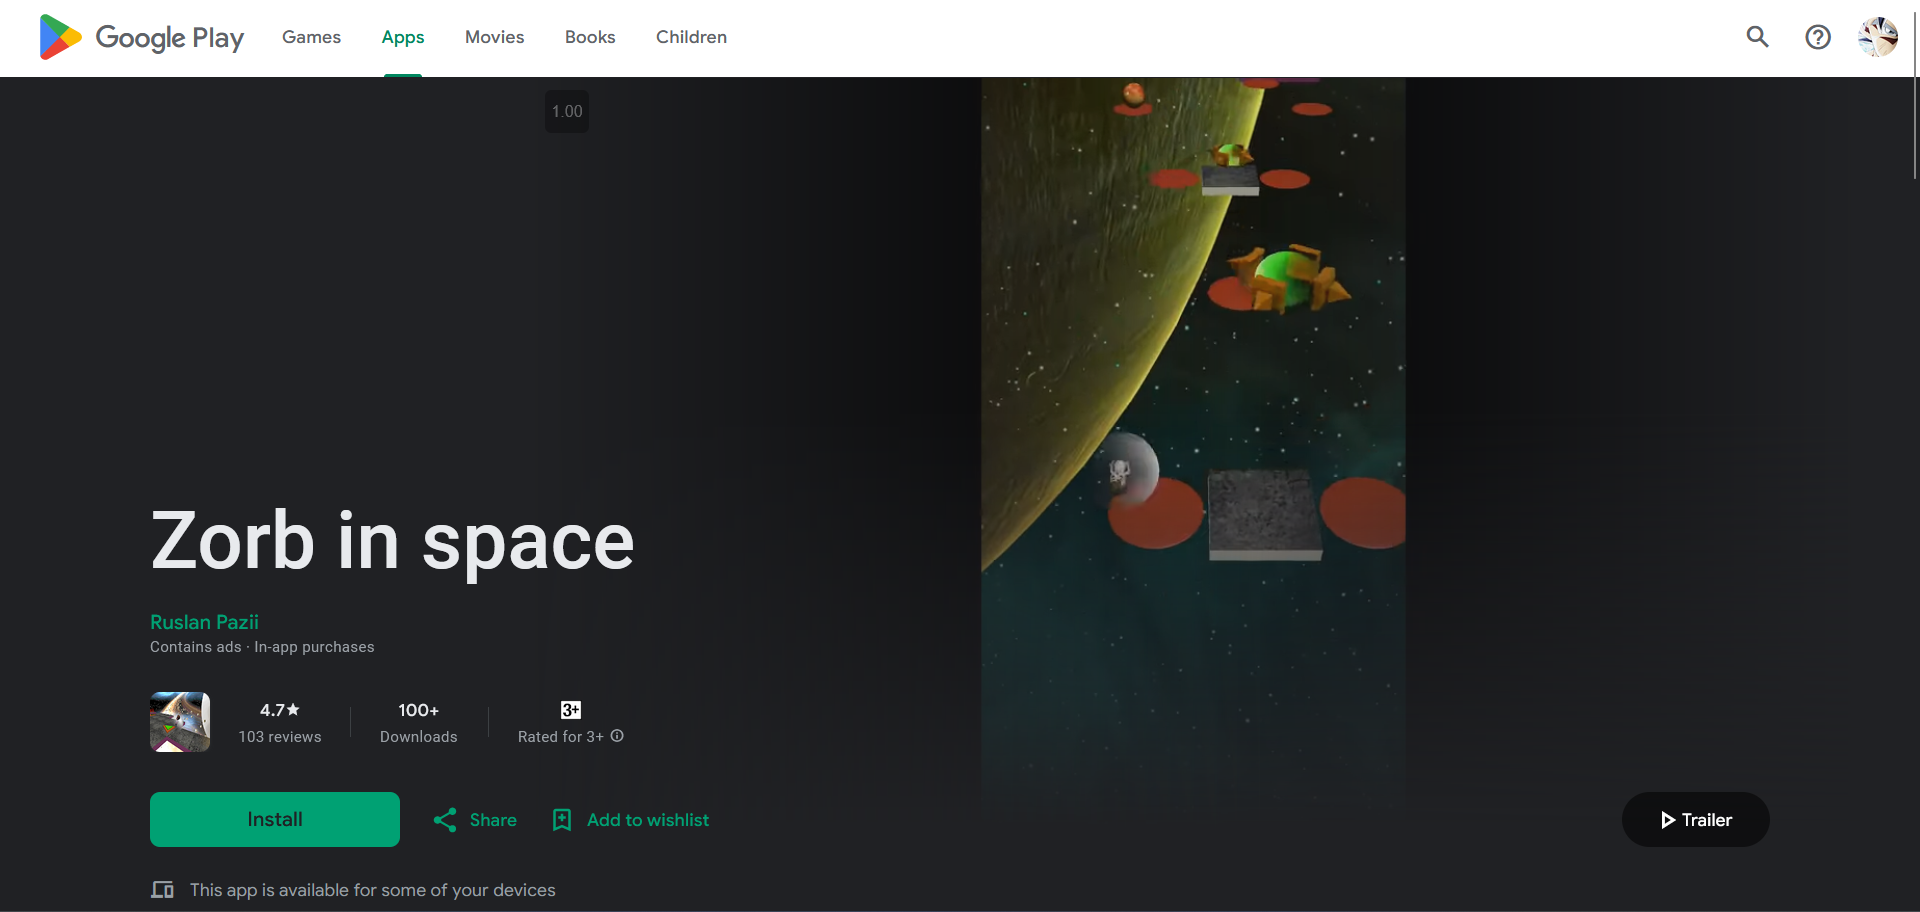 Google Play
Games
Apps
Movies
Books
Children
1.00
Zorb in space
Ruslan Pazii
Contains ads · In-app purchases
4.7★
103 reviews
100+
Downloads
3+
Rated for 3+
Install
Share
Add to wishlist
Trailer
This app is available for some of your devices